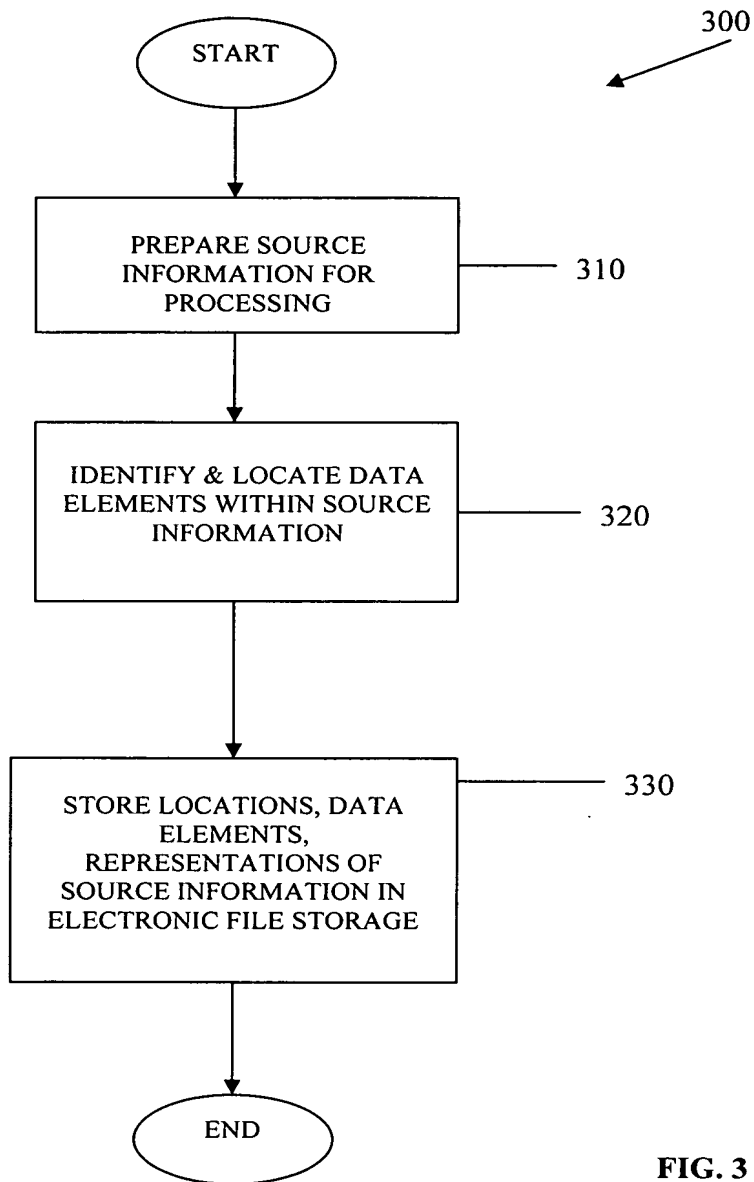 300
START
PREPARE SOURCE
INFORMATION FOR
PROCESSING
310
IDENTIFY & LOCATE DATA
ELEMENTS WITHIN SOURCE
INFORMATION
320
STORE LOCATIONS, DATA
ELEMENTS,
REPRESENTATIONS OF
SOURCE INFORMATION IN
ELECTRONIC FILE STORAGE
330
END
FIG. 3